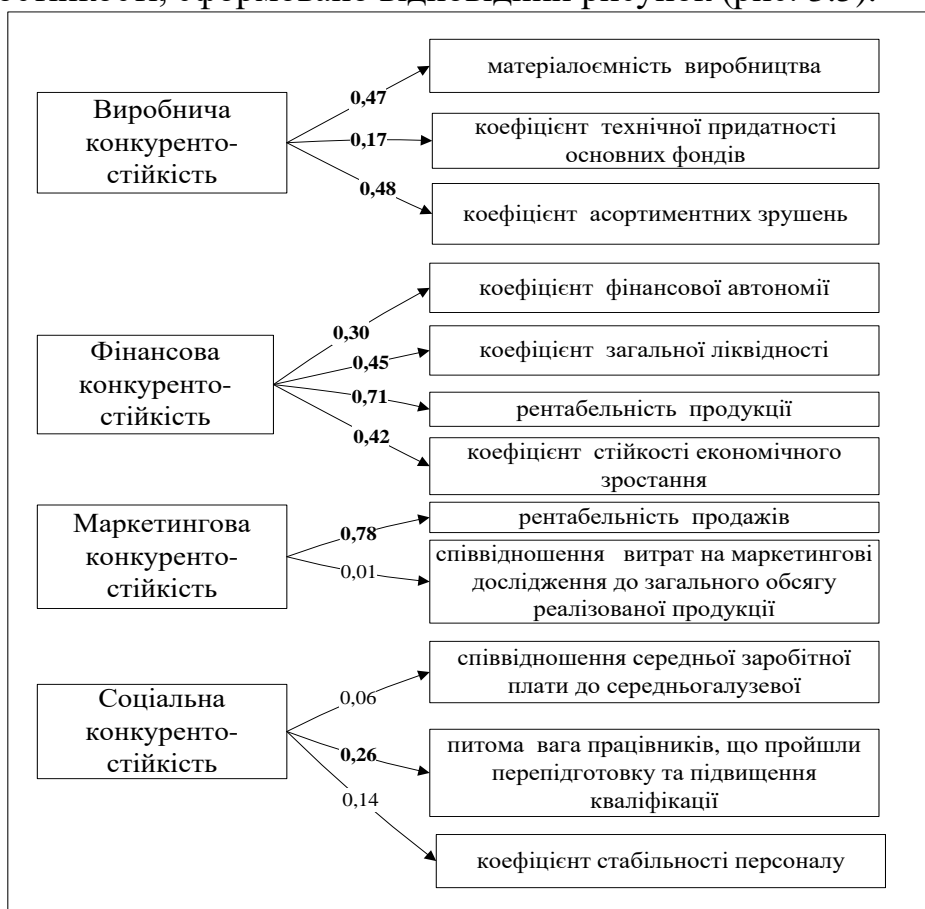 сформовано відповідний рисунок (рис.
Виробнича
конкуренто-
стійкість
0,47
0,17
0,48
матеріалоємність виробництва
коефіцієнт технічної придатності
основних фондів
коефіцієнт асортиментних зрушень
Фінансова
конкуренто-
стійкість
0,30
0,45
0,71
0,42
коефіцієнт фінансової автономії
коефіцієнт загальної ліквідності
рентабельність продукції
коефіцієнт стійкості економічного
зростання
Маркетингова
конкуренто-
стійкість
0,78
0,01
рентабельність продажів
співвідношення витрат на маркетингові
дослідження до загального обсягу
реалізованої продукції
Соціальна
конкуренто-
стійкість
0,06
0,26
0,14
співвідношення середньої заробітної
плати до середньогалузевої
питома вага працівників, що пройшли
перепідготовку та підвищення
кваліфікації
коефіцієнт стабільності персоналу